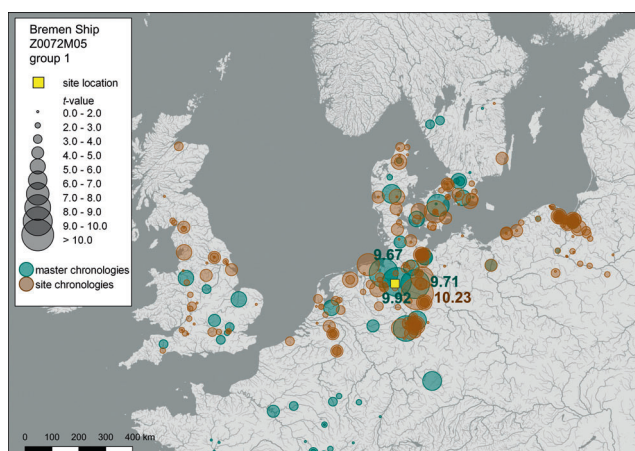 Bremen Ship
Z0072M05
group 1
site location
t-value
0.0 - 2.0
2.0 - 3.0
3.0 - 4.0
4.0 - 5.0
5.0 - 6.0
6.0 - 7.0
7.0 - 8.0
8.0 - 9.0
9.0 - 10.0
> 10.0
master chronologies
site chronologies
9.67
9.71
9.92
10.23
0 100 200 300 400 km